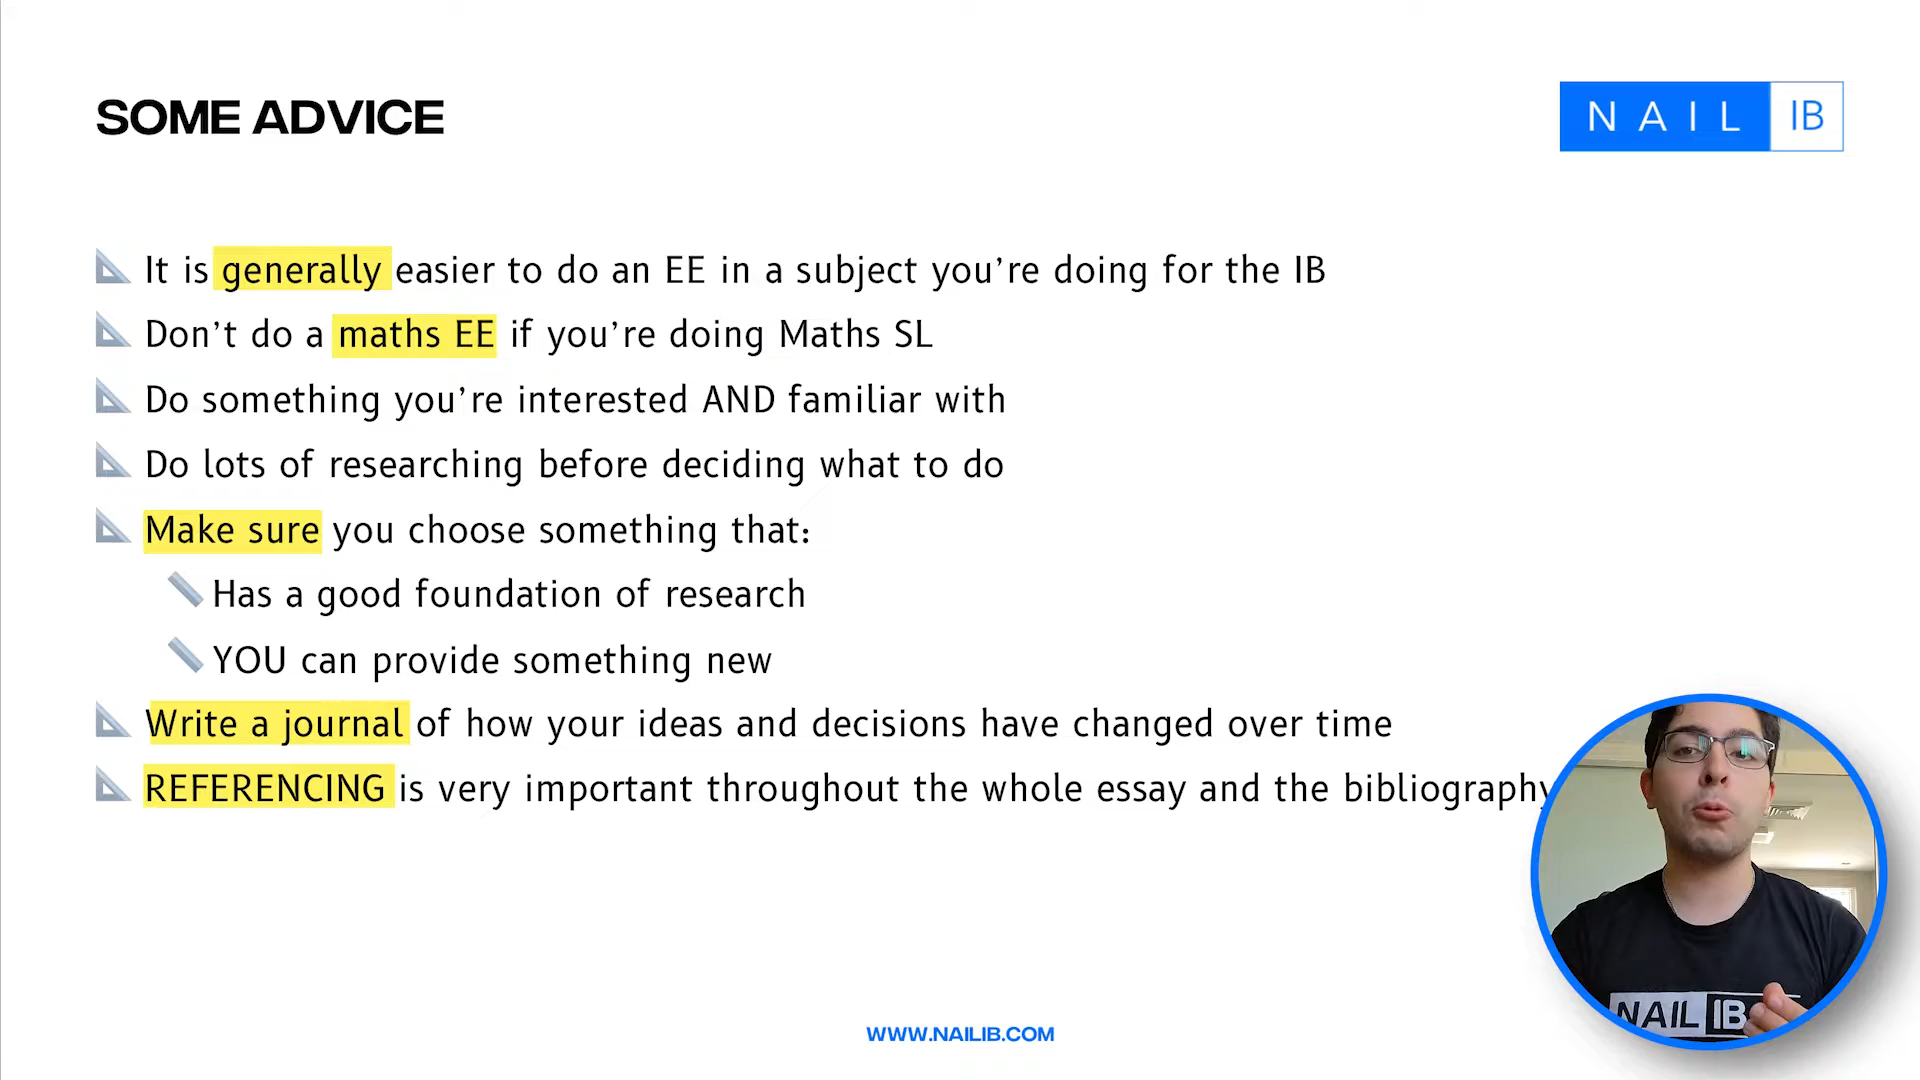 SOME ADVICE
NAIL IB
It is generally easier to do an EE in a subject you’re doing for the IB
Don’t do a maths EE if you’re doing Maths SL
Do something you’re interested AND familiar with
Do lots of researching before deciding what to do
Make sure you choose something that:
Has a good foundation of research
YOU can provide something new
Write a journal of how your ideas and decisions have changed over time
REFERENCING is very important throughout the whole essay and the bibliography
NAIL IB
WWW.NAILIB.COM